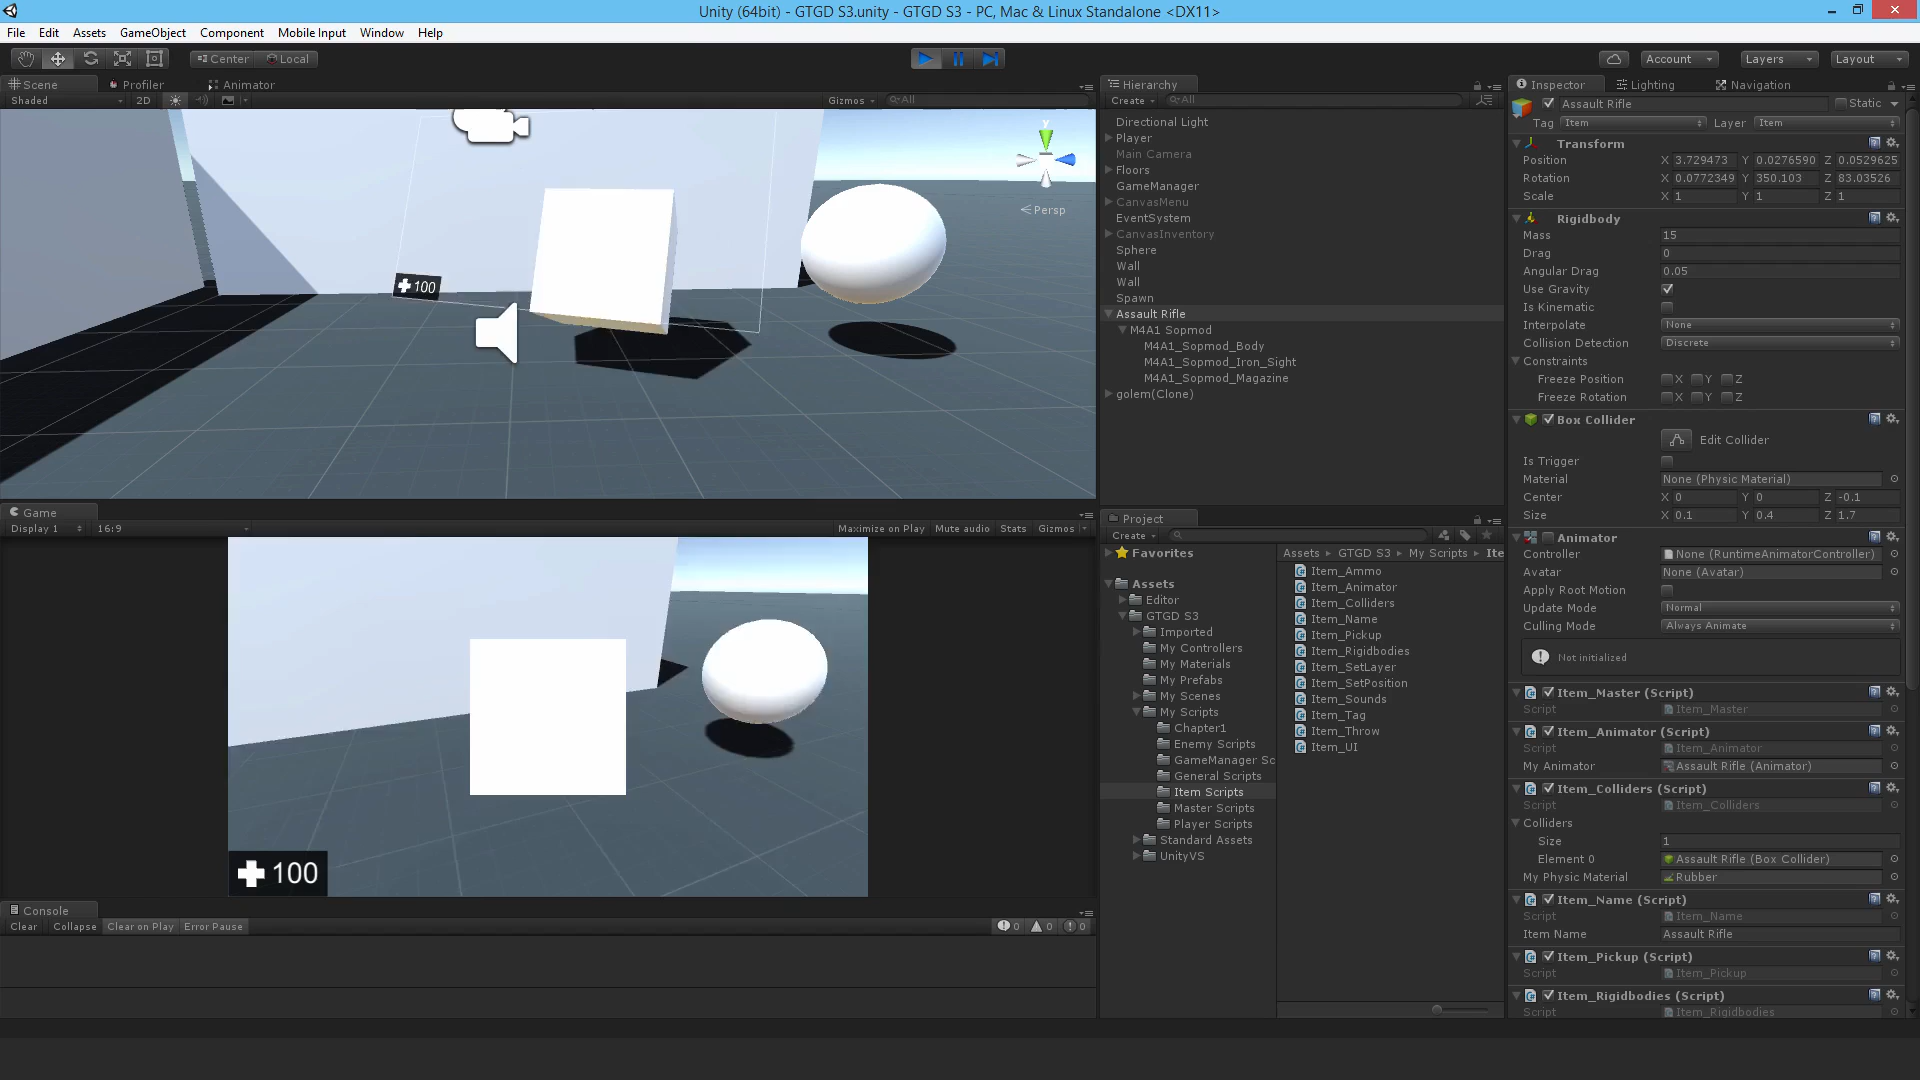 Unity (64bit) - GTGD S3.unity - GTGD S3 - PC, Mac & Linux Standalone <DX11>
File Edit Assets GameObject Component Mobile Input Window Help
Center Local
Account Layers Layout
Scene Profiler Animator
Shaded 2D Gizmos All
y
Persp
100
Game
Display 1 16:9 Maximize on Play Mute audio Stats Gizmos
100
Console
Clear Collapse Clear on Play Error Pause 0 0 0
Hierarchy
Create All
Directional Light
Player
Main Camera
Floors
GameManager
CanvasMenu
EventSystem
CanvasInventory
Sphere
Wall
Wall
Spawn
Assault Rifle
M4A1 Sopmod
M4A1_Sopmod_Body
M4A1_Sopmod_Iron_Sight
M4A1_Sopmod_Magazine
golem(Clone)
Project
Create
Favorites
Assets
Editor
GTGD S3
Imported
My Controllers
My Materials
My Prefabs
My Scenes
My Scripts
Chapter1
Enemy Scripts
GameManager Sc
General Scripts
Item Scripts
Master Scripts
Player Scripts
Standard Assets
UnityVS
Assets GTGD S3 My Scripts Ite
Item_Ammo
Item_Animator
Item_Colliders
Item_Name
Item_Pickup
Item_Rigidbodies
Item_SetLayer
Item_SetPosition
Item_Sounds
Item_Tag
Item_Throw
Item_UI
Inspector Lighting Navigation
Assault Rifle Static
Tag Item Layer Item
Transform
Position X 3.729473 Y 0.0276590 Z 0.0529625
Rotation X 0.0772349 Y 350.103 Z 83.03526
Scale X 1 Y 1 Z 1
Rigidbody
Mass 15
Drag 0
Angular Drag 0.05
Use Gravity
Is Kinematic
Interpolate None
Collision Detection Discrete
Constraints
Freeze Position X Y Z
Freeze Rotation X Y Z
Box Collider
Edit Collider
Is Trigger
Material None (Physic Material)
Center X 0 Y 0 Z -0.1
Size X 0.1 Y 0.4 Z 1.7
Animator
Controller None (RuntimeAnimatorController)
Avatar None (Avatar)
Apply Root Motion
Update Mode Normal
Culling Mode Always Animate
Not initialized
Item_Master (Script)
Script Item_Master
Item_Animator (Script)
Script Item_Animator
My Animator Assault Rifle (Animator)
Item_Colliders (Script)
Script Item_Colliders
Colliders
Size 1
Element 0 Assault Rifle (Box Collider)
My Physic Material Rubber
Item_Name (Script)
Script Item_Name
Item Name Assault Rifle
Item_Pickup (Script)
Script Item_Pickup
Item_Rigidbodies (Script)
Script Item_Rigidbodies